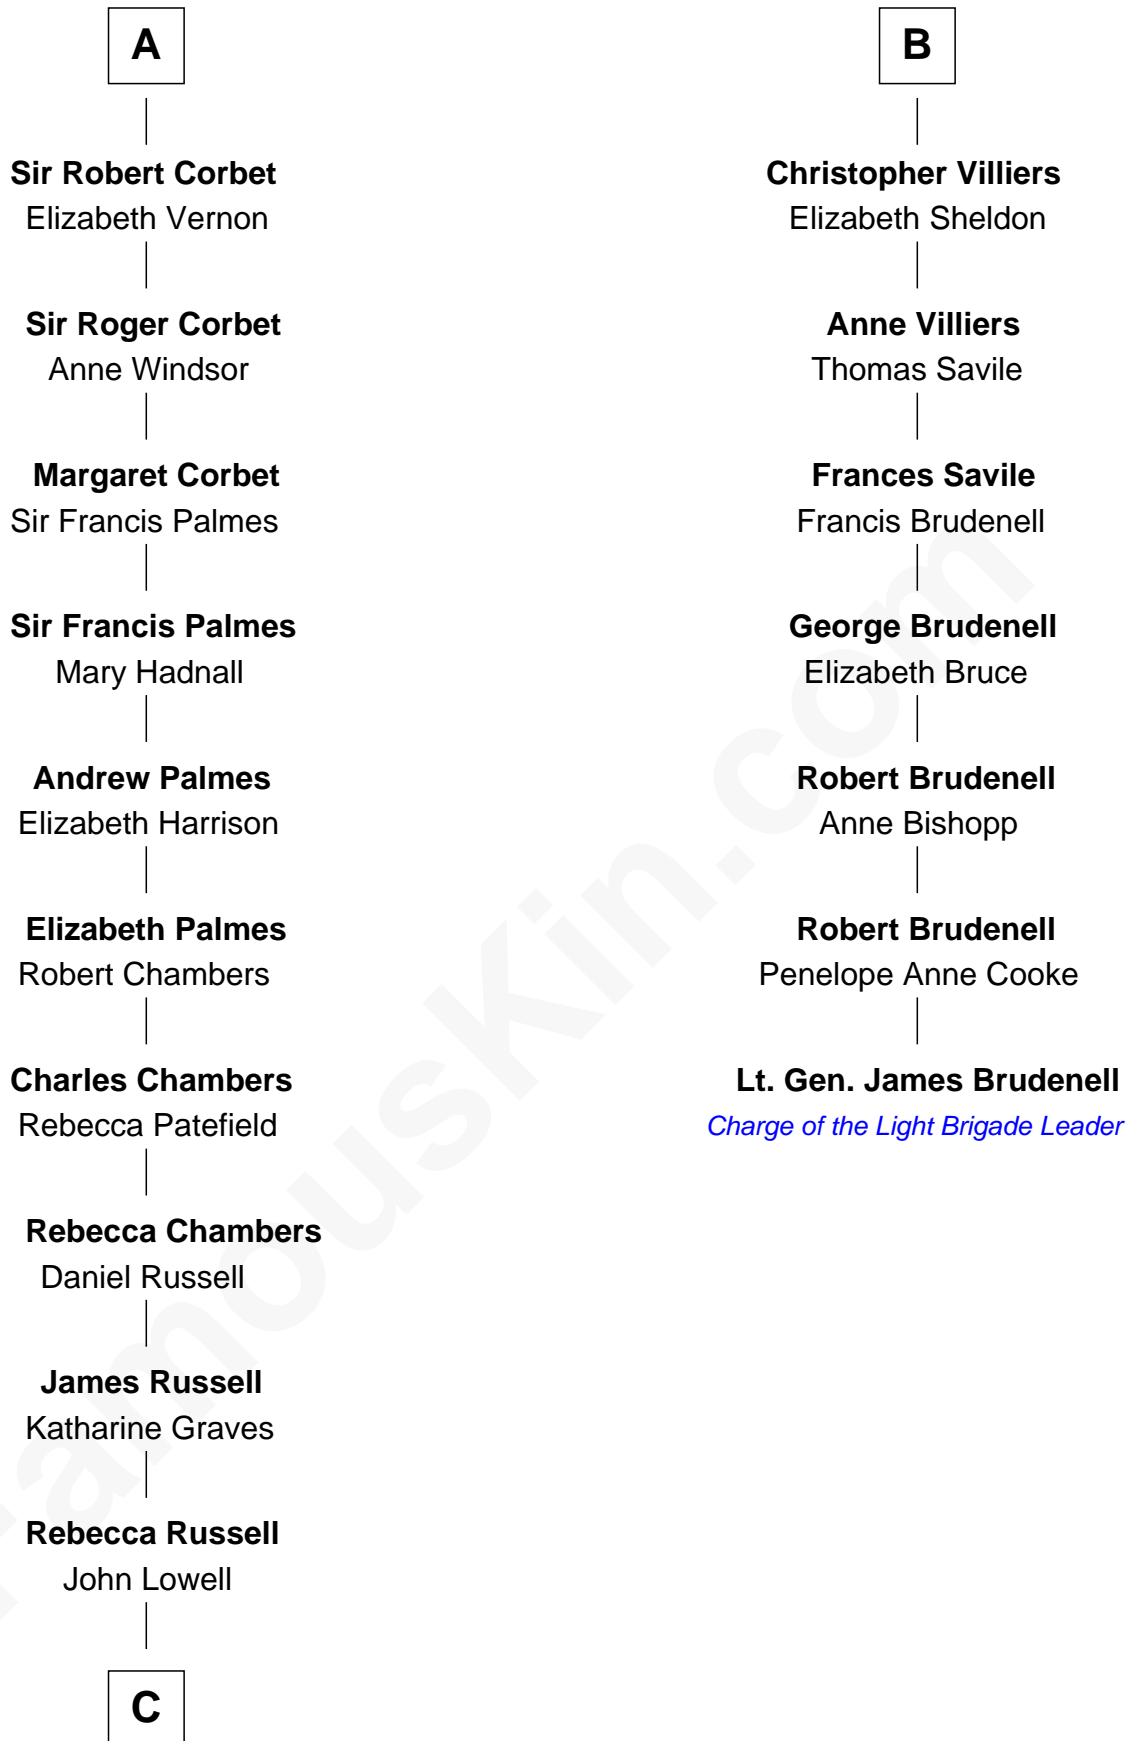 A
Sir Robert Corbet
Elizabeth Vernon
Sir Roger Corbet
Anne Windsor
Margaret Corbet
Sir Francis Palmes
Sir Francis Palmes
Mary Hadnall
Andrew Palmes
Elizabeth Harrison
Elizabeth Palmes
Robert Chambers
Charles Chambers
Rebecca Patefield
Rebecca Chambers
Daniel Russell
James Russell
Katharine Graves
Rebecca Russell
John Lowell
C
B
Christopher Villiers
Elizabeth Sheldon
Anne Villiers
Thomas Savile
Frances Savile
Francis Brudenell
George Brudenell
Elizabeth Bruce
Robert Brudenell
Anne Bishopp
Robert Brudenell
Penelope Anne Cooke
Lt. Gen. James Brudenell
Charge of the Light Brigade Leader
FamousKin.com